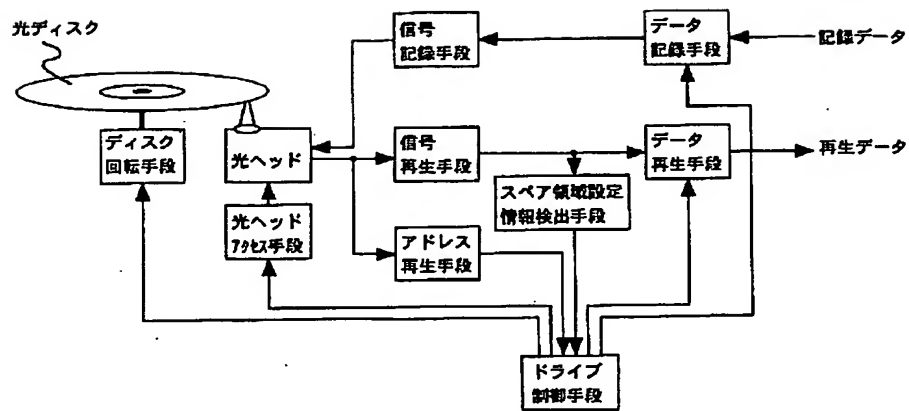 光ディスク
信号
記録手段
データ
記録手段
記録データ
ディスク
回転手段
光ヘッド
信号
再生手段
データ
再生手段
再生データ
スペア領域設定
情報検出手段
光ヘッド
アクセス手段
アドレス
再生手段
ドライブ
制御手段